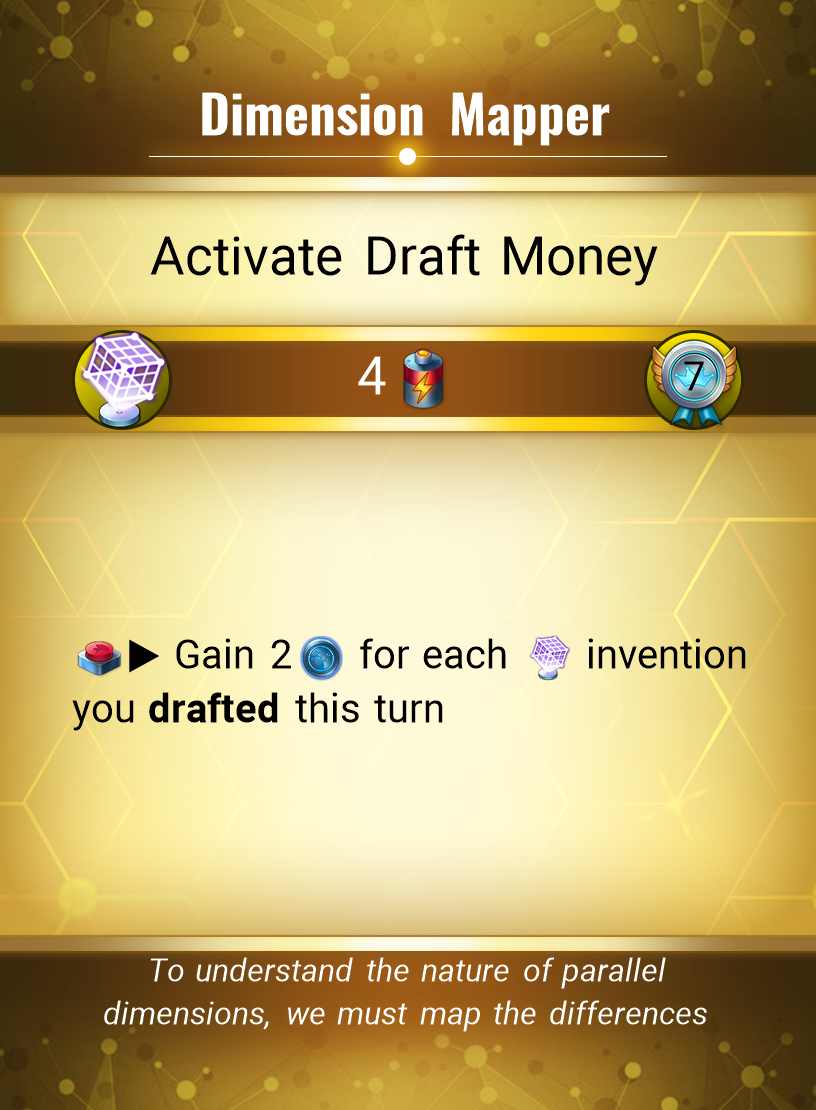 Dimension Mapper
Activate Draft Money
4
7
▶ Gain 2 for each invention
you drafted this turn
To understand the nature of parallel
dimensions, we must map the differences